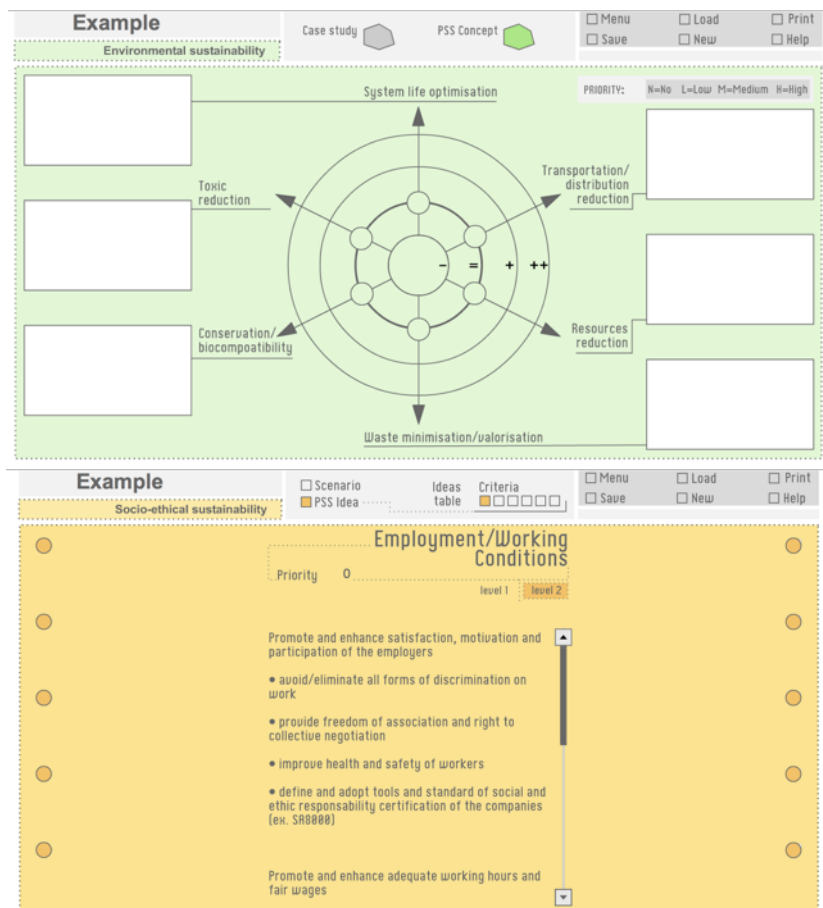 Example
Environmental sustainability
Case study
PSS Concept
Menu
Load
Print
Save
New
Help
PRIORITY: N=No L=Low M=Medium H=High
System life optimisation
Toxic
reduction
Transportation/
distribution
reduction
- = + ++
Conservation/
biocompoatibility
Resources
reduction
Waste minimisation/valorisation
Example
Socio-ethical sustainability
Scenario
PSS Idea
Ideas
table
Criteria
Menu
Load
Print
Save
New
Help
Employment/Working
Conditions
Priority 0
level 1
level 2
Promote and enhance satisfaction, motivation and
participation of the employers
• avoid/eliminate all forms of discrimination on
work
• provide freedom of association and right to
collective negotiation
• improve health and safety of workers
• define and adopt tools and standard of social and
ethic responsability certification of the companies
(ex. SA8000)
Promote and enhance adequate working hours and
fair wages